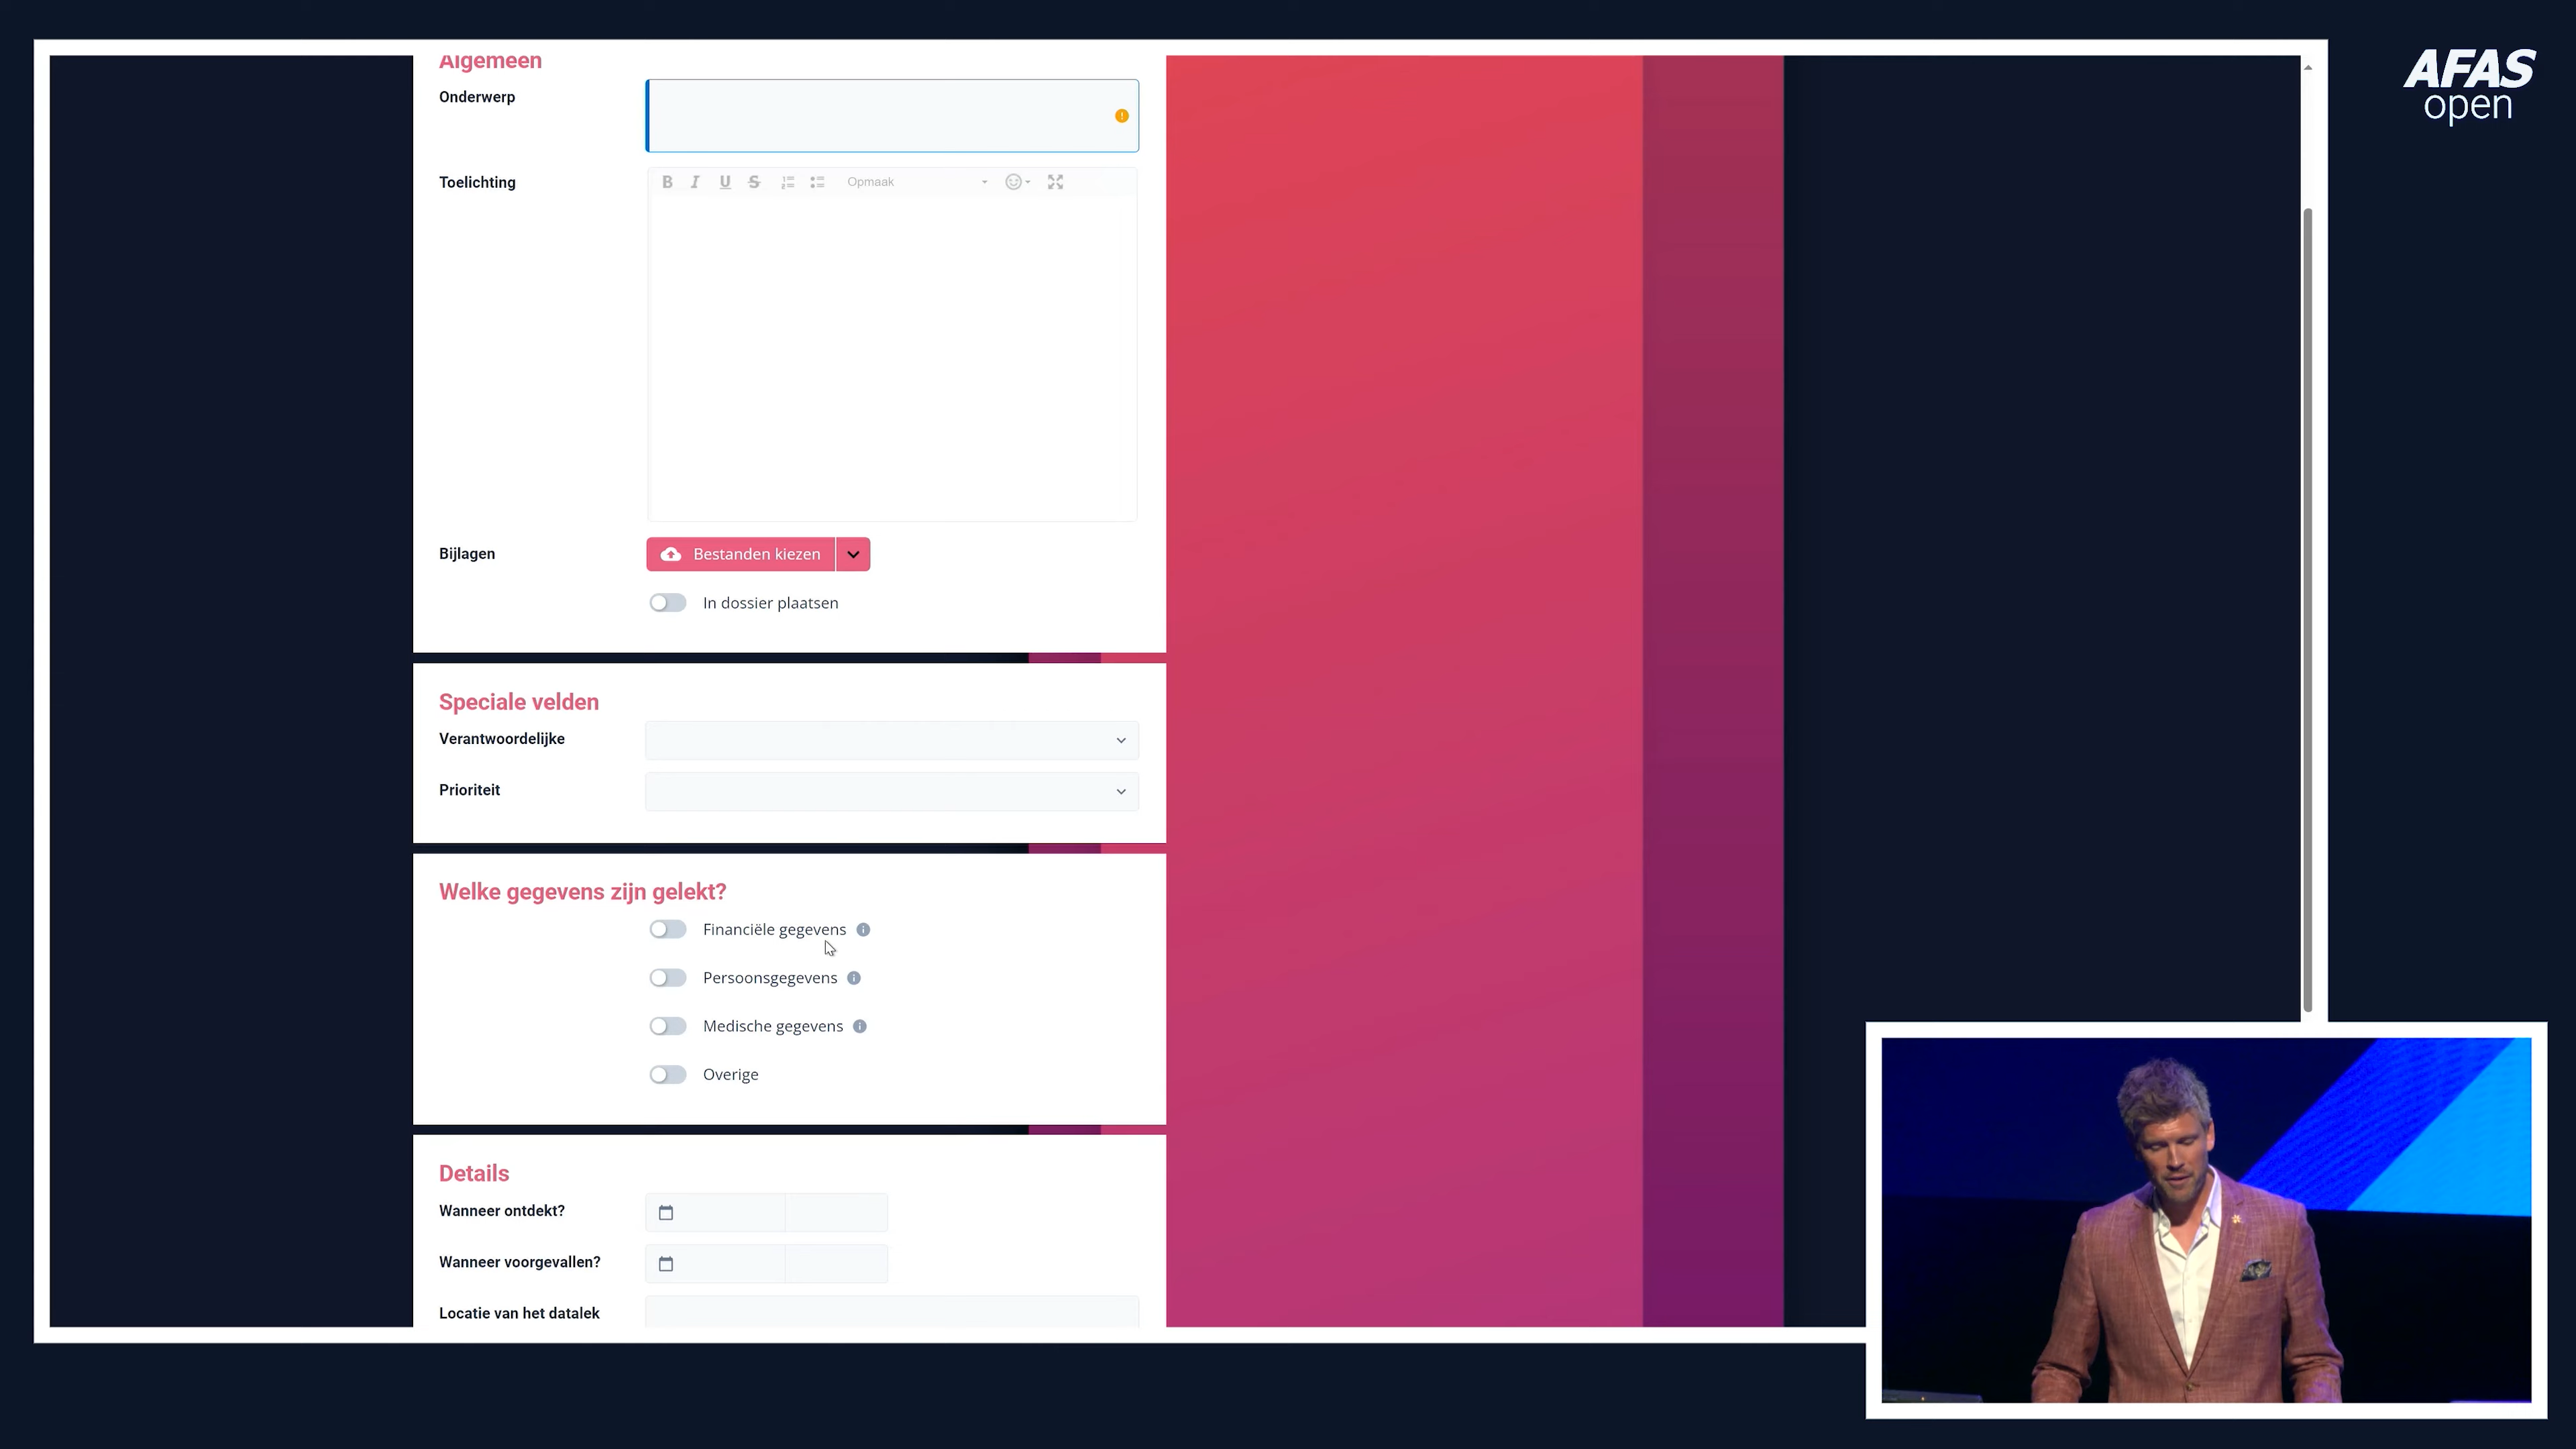 Algemeen
Onderwerp
Toelichting
B I U S Opmaak
Bijlagen
Bestanden kiezen
In dossier plaatsen
Speciale velden
Verantwoordelijke
Prioriteit
Welke gegevens zijn gelekt?
Financiële gegevens
Persoonsgegevens
Medische gegevens
Overige
Details
Wanneer ontdekt?
Wanneer voorgevallen?
Locatie van het datalek
AFAS
open